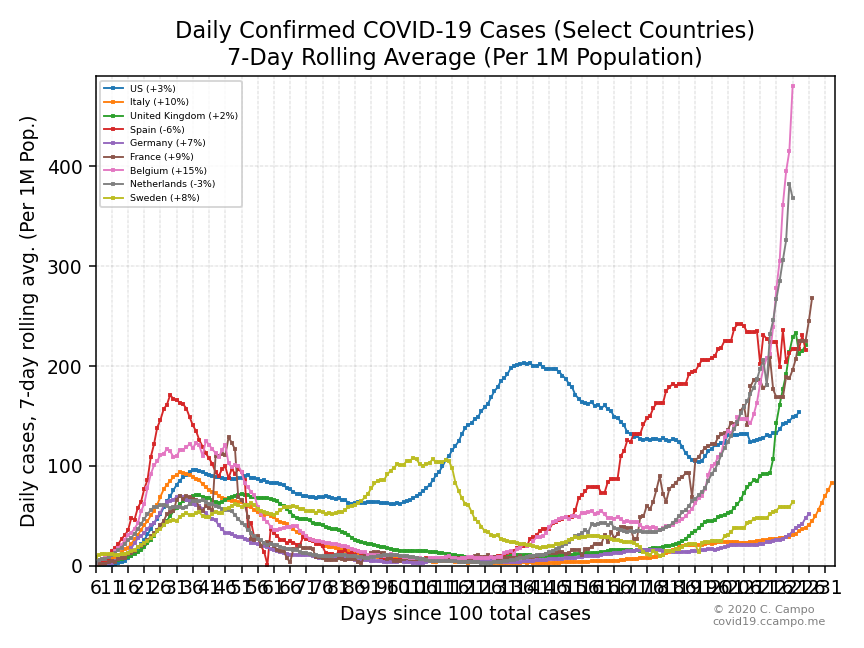 Daily Confirmed COVID-19 Cases (Select Countries)
7-Day Rolling Average (Per 1M Population)
US (+3%)
Italy (+10%)
United Kingdom (+2%)
Spain (-6%)
Germany (+7%)
France (+9%)
Belgium (+15%)
Netherlands (-3%)
Sweden (+8%)
Daily cases, 7-day rolling avg. (Per 1M Pop.)
400
300
200
100
0
Days since 100 total cases
© 2020 C. Campo
covid19.ccampo.me